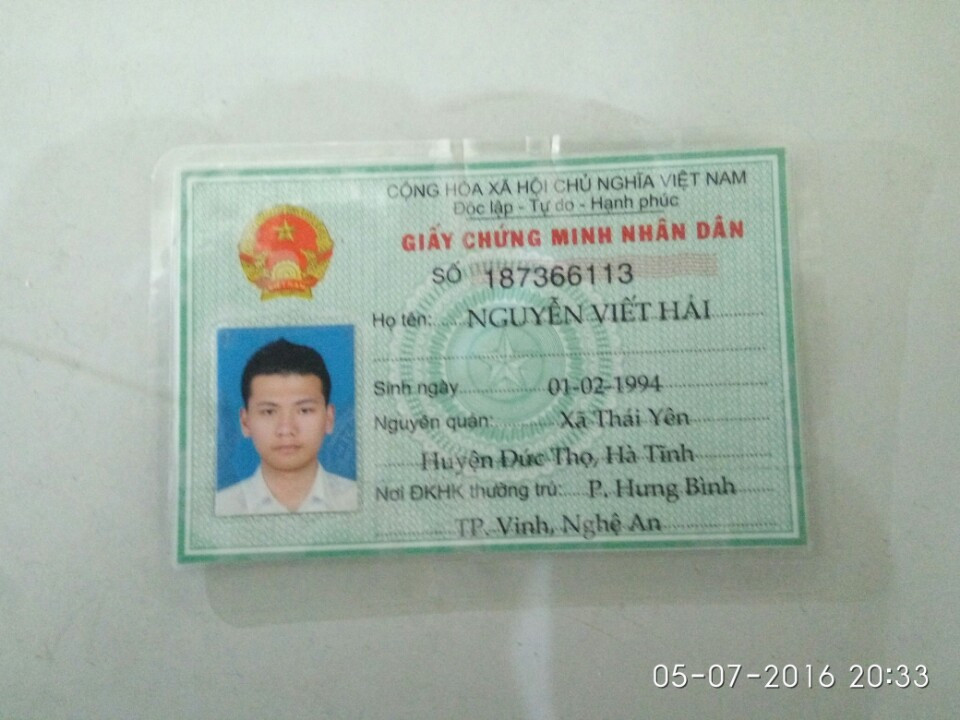 CỘNG HÒA XÃ HỘI CHỦ NGHĨA VIỆT NAM
Độc lập - Tự do - Hạnh phúc
GIẤY CHỨNG MINH NHÂN DÂN
SỐ 187366113
VIỆT NAM
Họ tên: NGUYỄN VIẾT HẢI
Sinh ngày 01-02-1994
Nguyên quán: Xã Thái Yên
Huyện Đức Thọ, Hà Tĩnh
Nơi ĐKHK thường trú: P. Hưng Bình
TP. Vinh, Nghệ An
05-07-2016 20:33